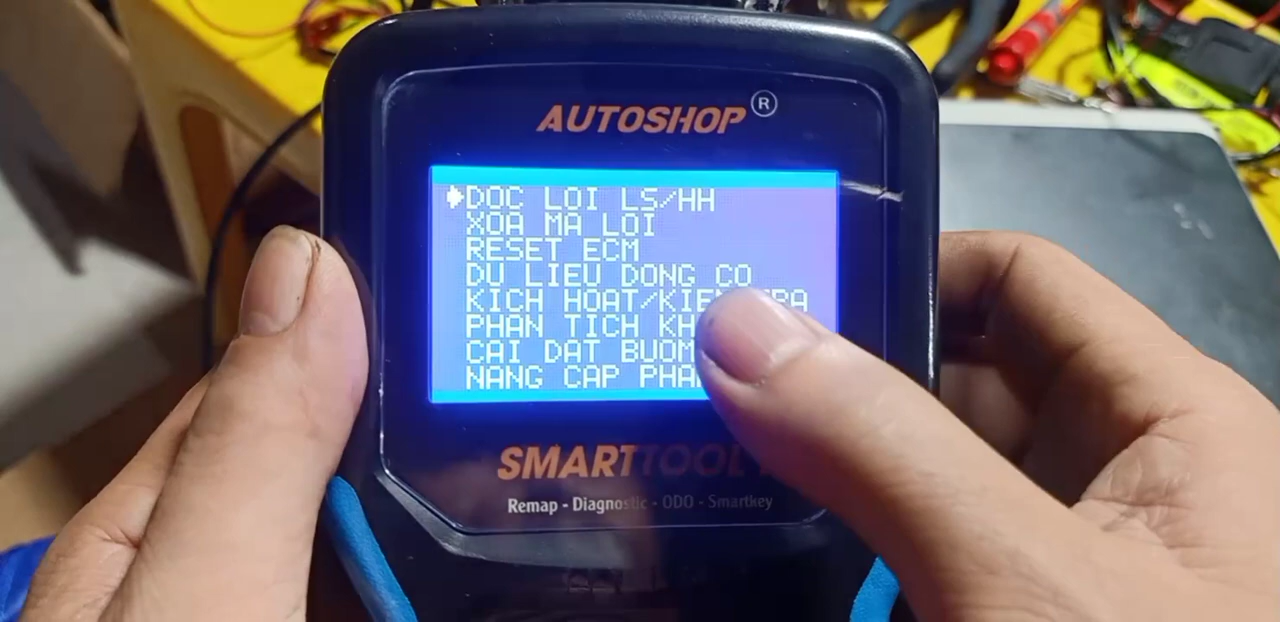 AUTOSHOP ®
DOC LOI LS/HH
XOA MA LOI
RESET ECM
DU LIEU DONG CO
KICH HOAT/KIEM TRA
PHAN TICH
CAI DAT BUOM
NANG CAP
SMARTTOOL
Remap - Diagnostic - ODO - Smartkey